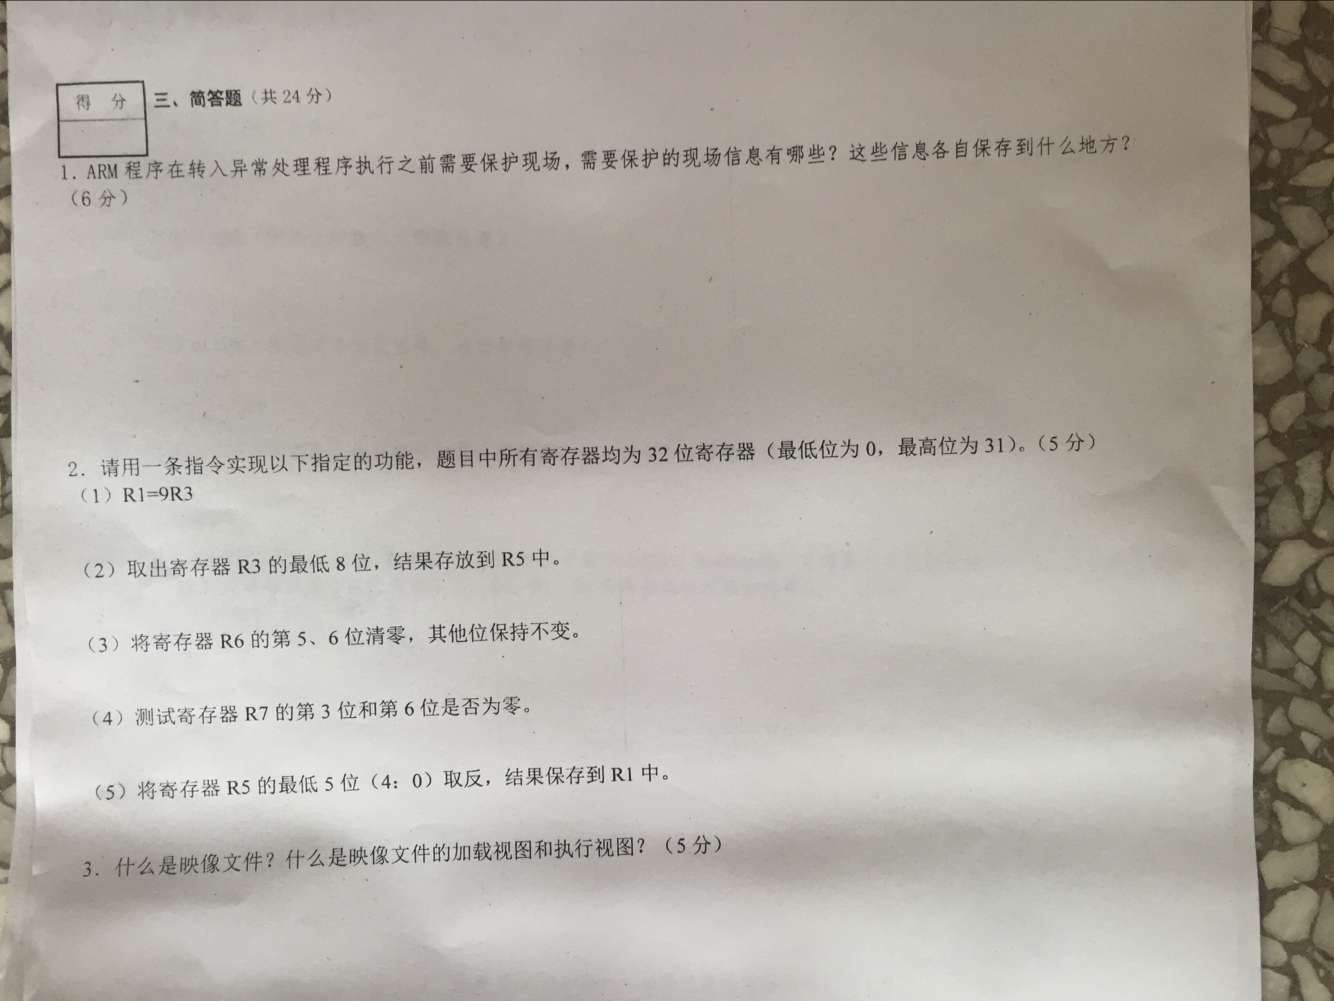 得 分
三、简答题（共 24 分）
1. ARM 程序在转入异常处理程序执行之前需要保护现场，需要保护的现场信息有哪些？这些信息各自保存到什么地方？
（6 分）
2. 请用一条指令实现以下指定的功能，题目中所有寄存器均为 32 位寄存器（最低位为 0，最高位为 31）。（5 分）
（1）R1=9R3
（2）取出寄存器 R3 的最低 8 位，结果存放到 R5 中。
（3）将寄存器 R6 的第 5、6 位清零，其他位保持不变。
（4）测试寄存器 R7 的第 3 位和第 6 位是否为零。
（5）将寄存器 R5 的最低 5 位（4：0）取反，结果保存到 R1 中。
3. 什么是映像文件？什么是映像文件的加载视图和执行视图？（5 分）